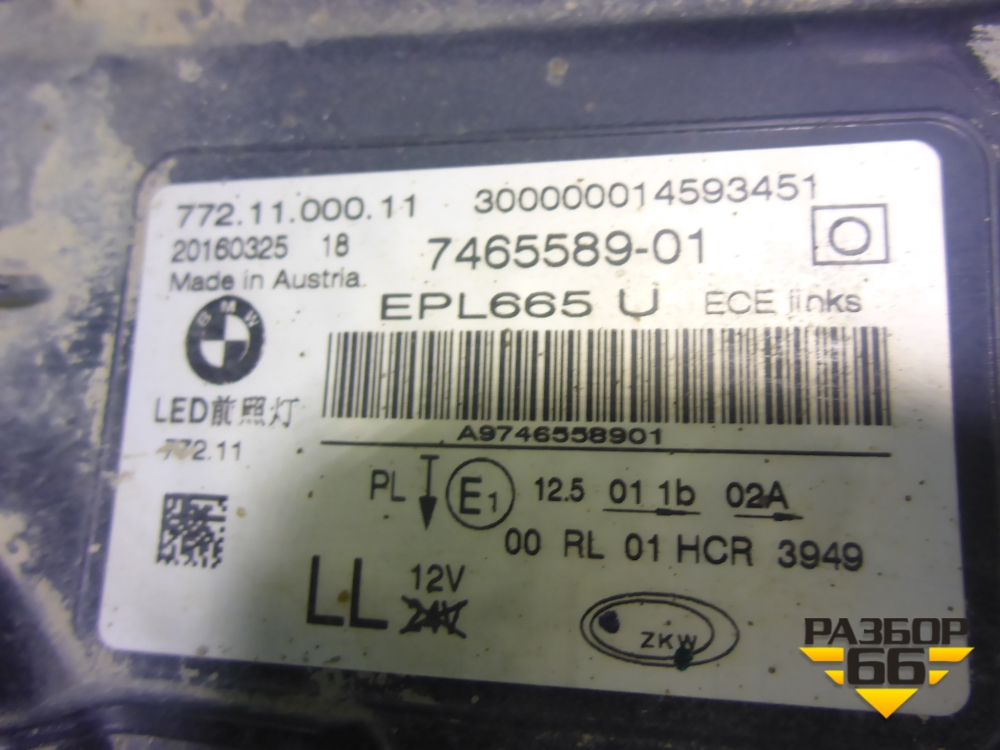 772.11.000.11 300000014593451
20160325 18 7465589-01
Made in Austria.
EPL665 U ECE links
BMW
LED前照灯
A9746558901
772.11
PL E1 12.5 01 1b 02A
00 RL 01 HCR 3949
LL 12V
24V
ZKW
РАЗБОР
66